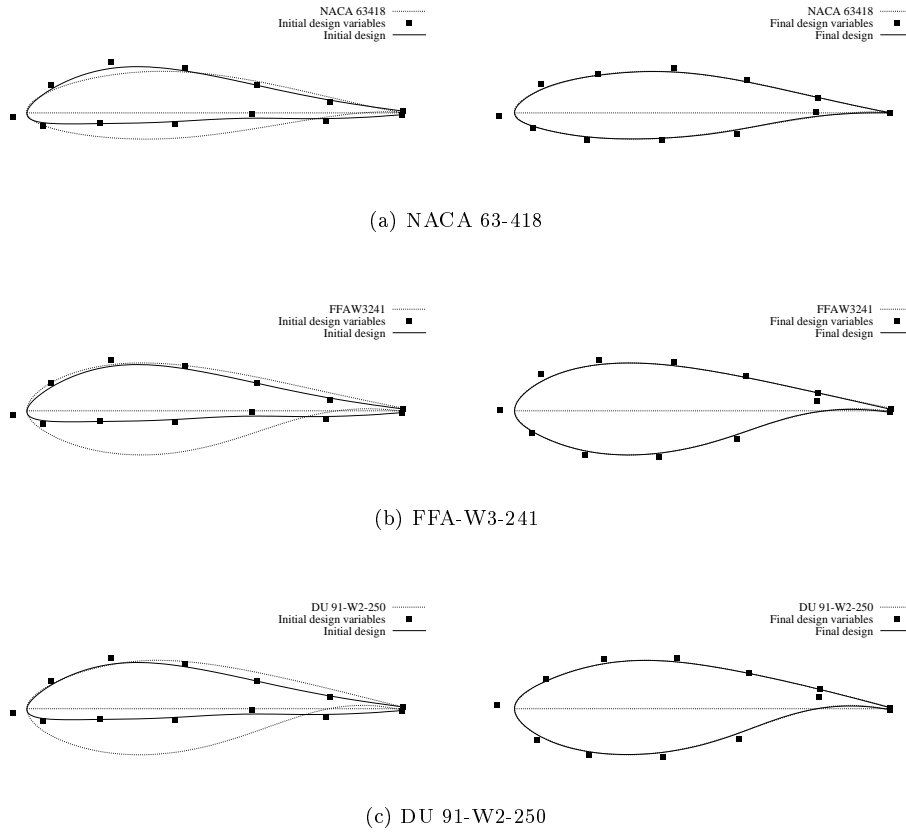 NACA 63418
Initial design variables
Initial design
NACA 63418
Final design variables
Final design
(a) NACA 63-418
FFAW3241
Initial design variables
Initial design
FFAW3241
Final design variables
Final design
(b) FFA-W3-241
DU 91-W2-250
Initial design variables
Initial design
DU 91-W2-250
Final design variables
Final design
(c) DU 91-W2-250